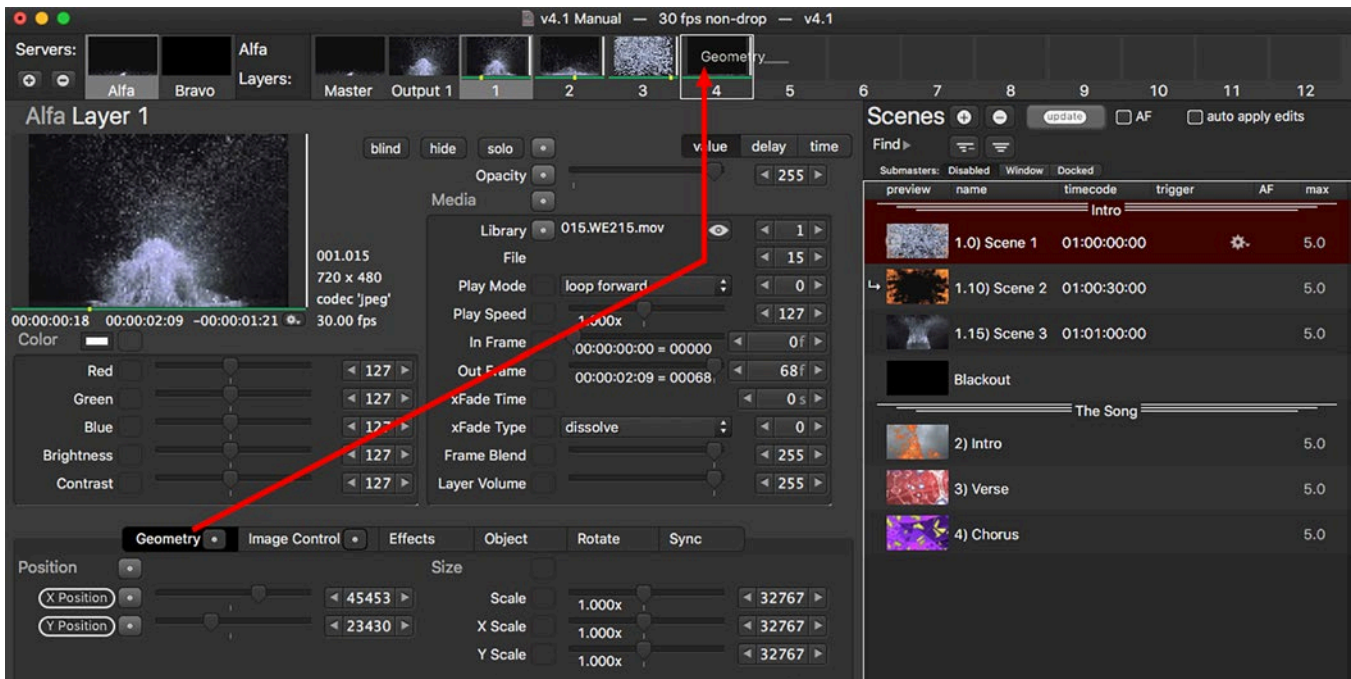 v4.1 Manual — 30 fps non-drop — v4.1
Servers: Alfa Layers: Geometry
Alfa Bravo Master Output 1 1 2 3 4 5 6 7 8 9 10 11 12
Alfa Layer 1
blind hide solo value delay time
Opacity 255
Media
Library 015.WE215.mov 1
File 15
Play Mode loop forward 0
Play Speed 1.000x 127
In Frame 00:00:00:00 = 00000 0f
Out Frame 00:00:02:09 = 00068 68f
xFade Time 0 s
xFade Type dissolve 0
Frame Blend 255
Layer Volume 255
001.015
720 x 480
codec 'jpeg'
30.00 fps
00:00:00:18 00:00:02:09 -00:00:01:21
Color
Red 127
Green 127
Blue 127
Brightness 127
Contrast 127
Geometry Image Control Effects Object Rotate Sync
Position
X Position 45453
Y Position 23430
Size
Scale 1.000x 32767
X Scale 1.000x 32767
Y Scale 1.000x 32767
Scenes update AF auto apply edits
Find
Submasters: Disabled Window Docked
preview name timecode trigger AF max
Intro
1.0) Scene 1 01:00:00:00 5.0
1.10) Scene 2 01:00:30:00 5.0
1.15) Scene 3 01:01:00:00 5.0
Blackout
The Song
2) Intro 5.0
3) Verse 5.0
4) Chorus 5.0